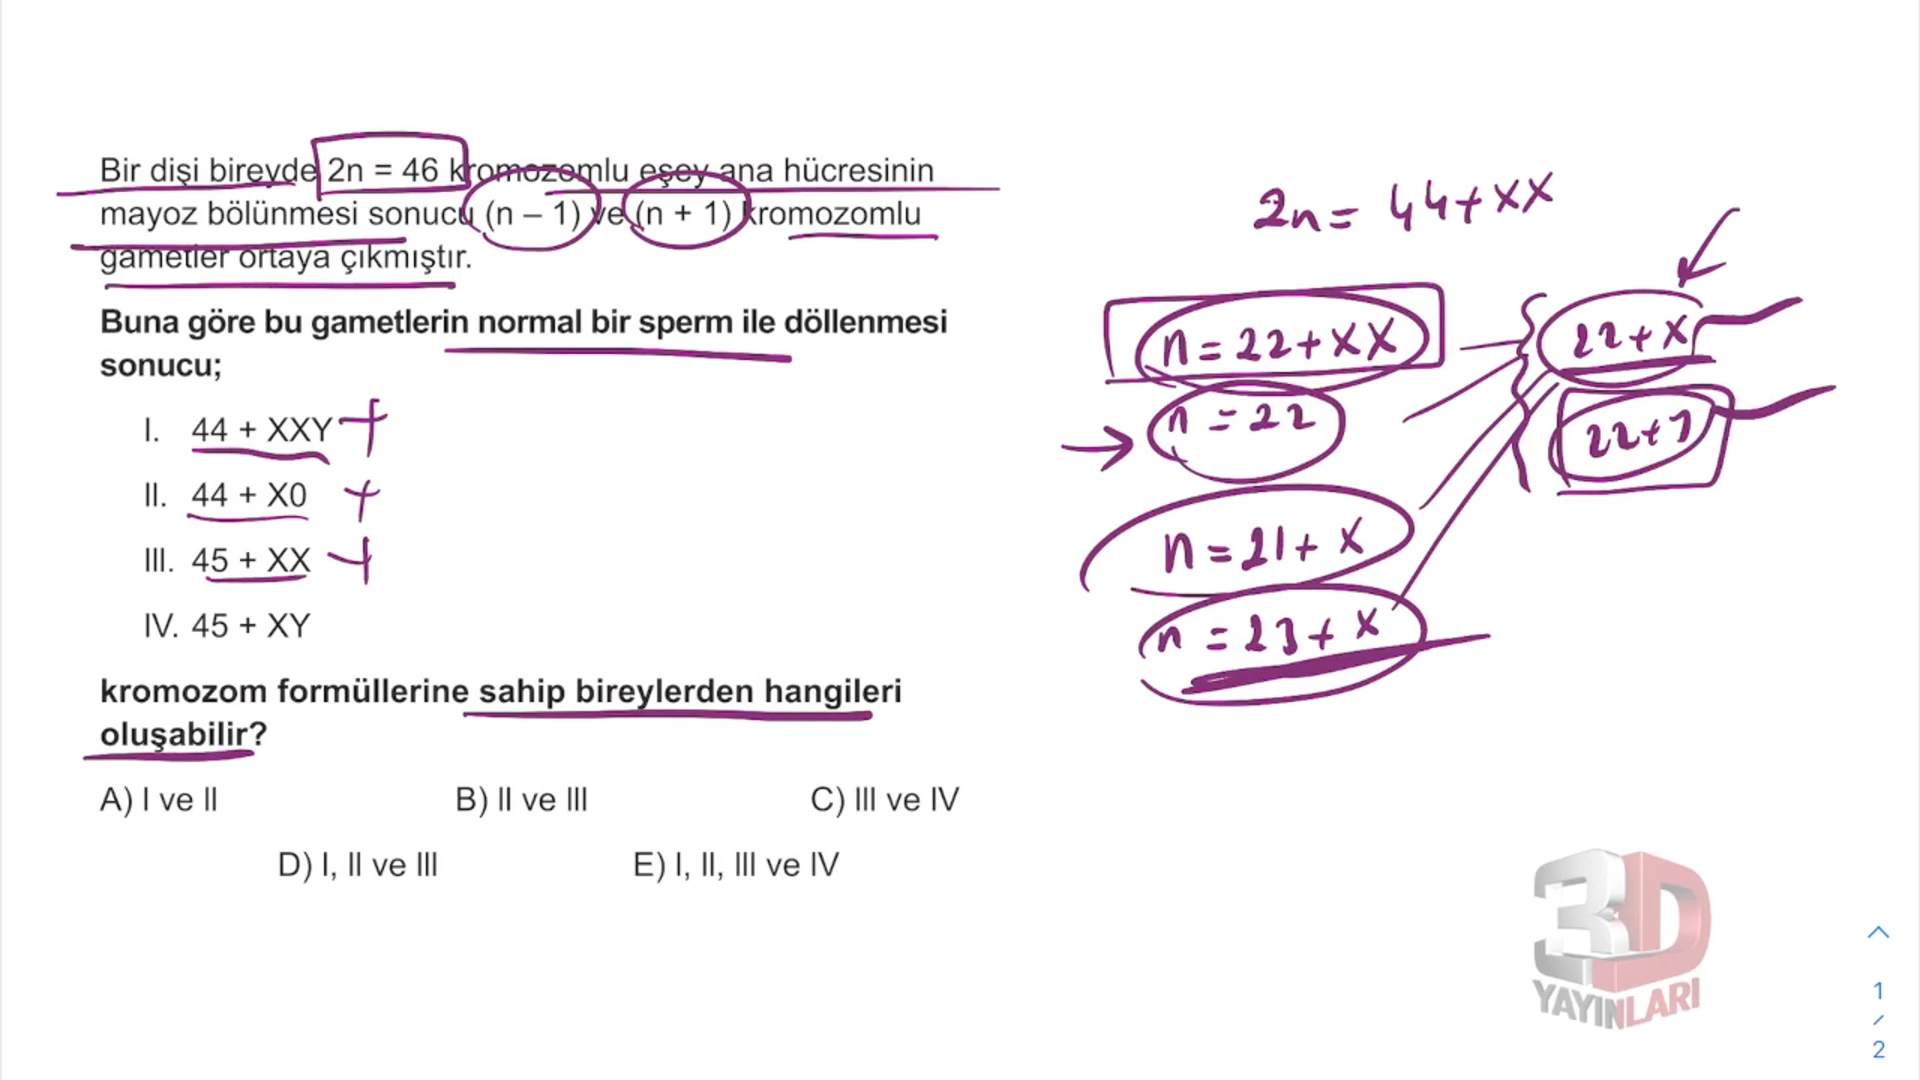 Bir dişi bireyde 2n = 46 kromozomlu eşey ana hücresinin
mayoz bölünmesi sonucu (n – 1) ve (n + 1) kromozomlu
gametler ortaya çıkmıştır.
Buna göre bu gametlerin normal bir sperm ile döllenmesi
sonucu;
I. 44 + XXY +
II. 44 + X0 +
III. 45 + XX +
IV. 45 + XY
kromozom formüllerine sahip bireylerden hangileri
oluşabilir?
A) I ve II B) II ve III C) III ve IV
D) I, II ve III E) I, II, III ve IV
2n = 44+XX
n = 22+XX
n = 22
n = 21+ X
n = 23+ X
22+X
22+Y
3D
YAYINLARI
1
/
2